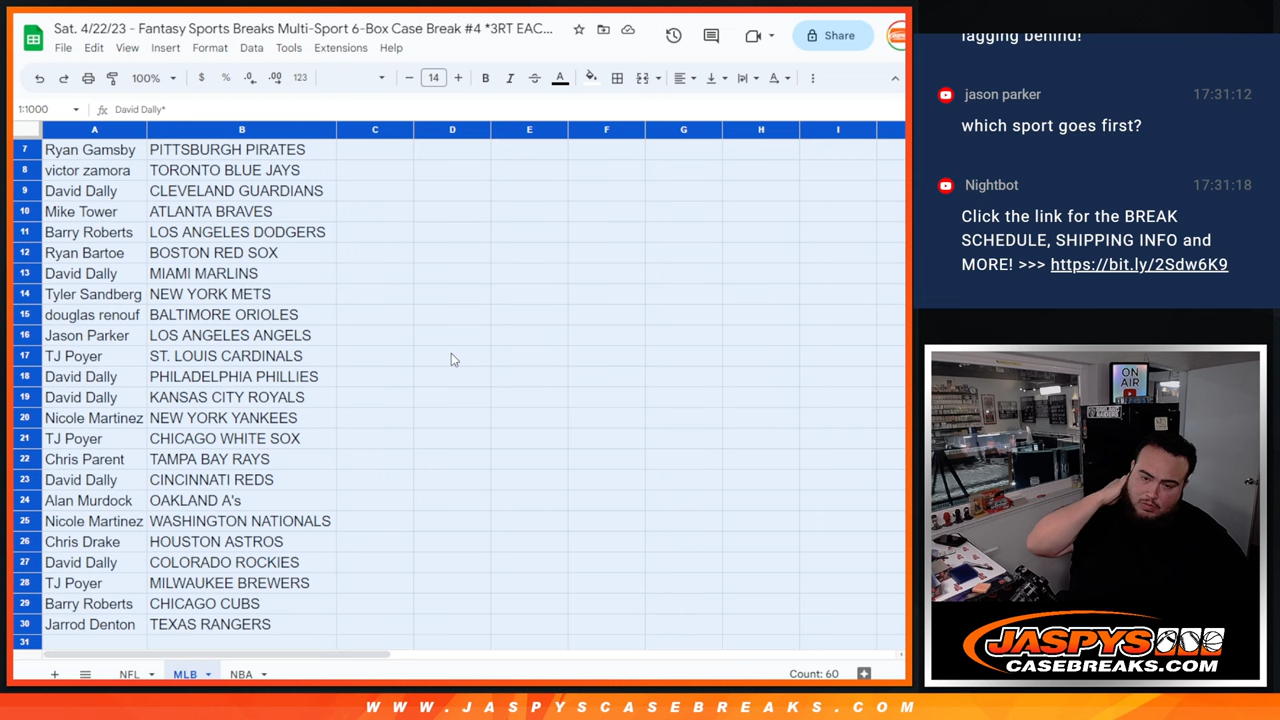 Sat. 4/22/23 - Fantasy Sports Breaks Multi-Sport 6-Box Case Break #4 *3RT EAC...
File Edit View Insert Format Data Tools Extensions Help
Share
100% $ % .0 .00 123 14 B I A
1:1000 fx David Dally*
A B C D E F G H I
7 Ryan Gamsby PITTSBURGH PIRATES
8 victor zamora TORONTO BLUE JAYS
9 David Dally CLEVELAND GUARDIANS
10 Mike Tower ATLANTA BRAVES
11 Barry Roberts LOS ANGELES DODGERS
12 Ryan Bartoe BOSTON RED SOX
13 David Dally MIAMI MARLINS
14 Tyler Sandberg NEW YORK METS
15 douglas renouf BALTIMORE ORIOLES
16 Jason Parker LOS ANGELES ANGELS
17 TJ Poyer ST. LOUIS CARDINALS
18 David Dally PHILADELPHIA PHILLIES
19 David Dally KANSAS CITY ROYALS
20 Nicole Martinez NEW YORK YANKEES
21 TJ Poyer CHICAGO WHITE SOX
22 Chris Parent TAMPA BAY RAYS
23 David Dally CINCINNATI REDS
24 Alan Murdock OAKLAND A's
25 Nicole Martinez WASHINGTON NATIONALS
26 Chris Drake HOUSTON ASTROS
27 David Dally COLORADO ROCKIES
28 TJ Poyer MILWAUKEE BREWERS
29 Barry Roberts CHICAGO CUBS
30 Jarrod Denton TEXAS RANGERS
31
NFL MLB NBA Count: 60
lagging behind!
jason parker 17:31:12
which sport goes first?
Nightbot 17:31:18
Click the link for the BREAK
SCHEDULE, SHIPPING INFO and
MORE! >>> https://bit.ly/2Sdw6K9
ON
AIR
JASPYS
CASEBREAKS.COM
WWW.JASPYSCASEBREAKS.COM